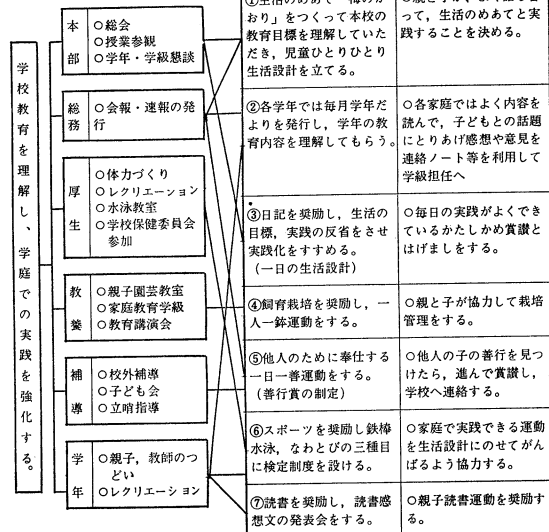 学校教育を理解し、学庭での実践を強化する。
本部
○総会
○授業参観
○学年・学級懇談
総務
○会報・速報の発
行
厚生
○体力づくり
○レクリエーション
○水泳教室
○学校保健委員会
参加
教養
○親子園芸教室
○家庭教育学級
○教育講演会
補導
○校外補導
○子ども会
○立哨指導
学年
○親子，教師のつ
どい
○レクリエーション
おり」をつくって本校の
教育目標を理解していた
だき，児童ひとりひとり
生活設計を立てる。
②各学年では毎月学年だ
よりを発行し，学年の教
育内容を理解してもらう。
③日記を奨励し，生活の
目標，実践の反省をさせ
実践化をすすめる。
（一日の生活設計）
④飼育栽培を奨励し，一
人一鉢運動をする。
⑤他人のために奉仕する
一日一善運動をする。
（善行賞の制定）
⑥スポーツを奨励し鉄棒
水泳，なわとびの三種目
に検定制度を設ける。
⑦読書を奨励し，読書感
想文の発表会をする。
って，生活のめあてと実
践することを決める。
○各家庭ではよく内容を
読んで，子どもとの話題
にとりあげ感想や意見を
連絡ノート等を利用して
学級担任へ
○毎日の実践がよくでき
ているかたしかめ賞讃と
はげましをする。
○親と子が協力して栽培
管理をする。
○他人の子の善行を見つ
けたら，進んで賞讃し，
学校へ連絡する。
○家庭で実践できる運動
を生活設計にのせてがん
ばるよう協力する。
○親子読書運動を奨励す
る。